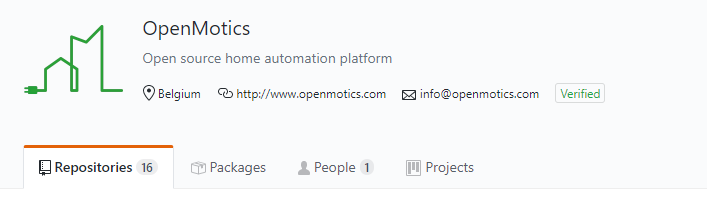 OpenMotics
Open source home automation platform
Belgium http://www.openmotics.com info@openmotics.com Verified
Repositories 16 Packages People 1 Projects